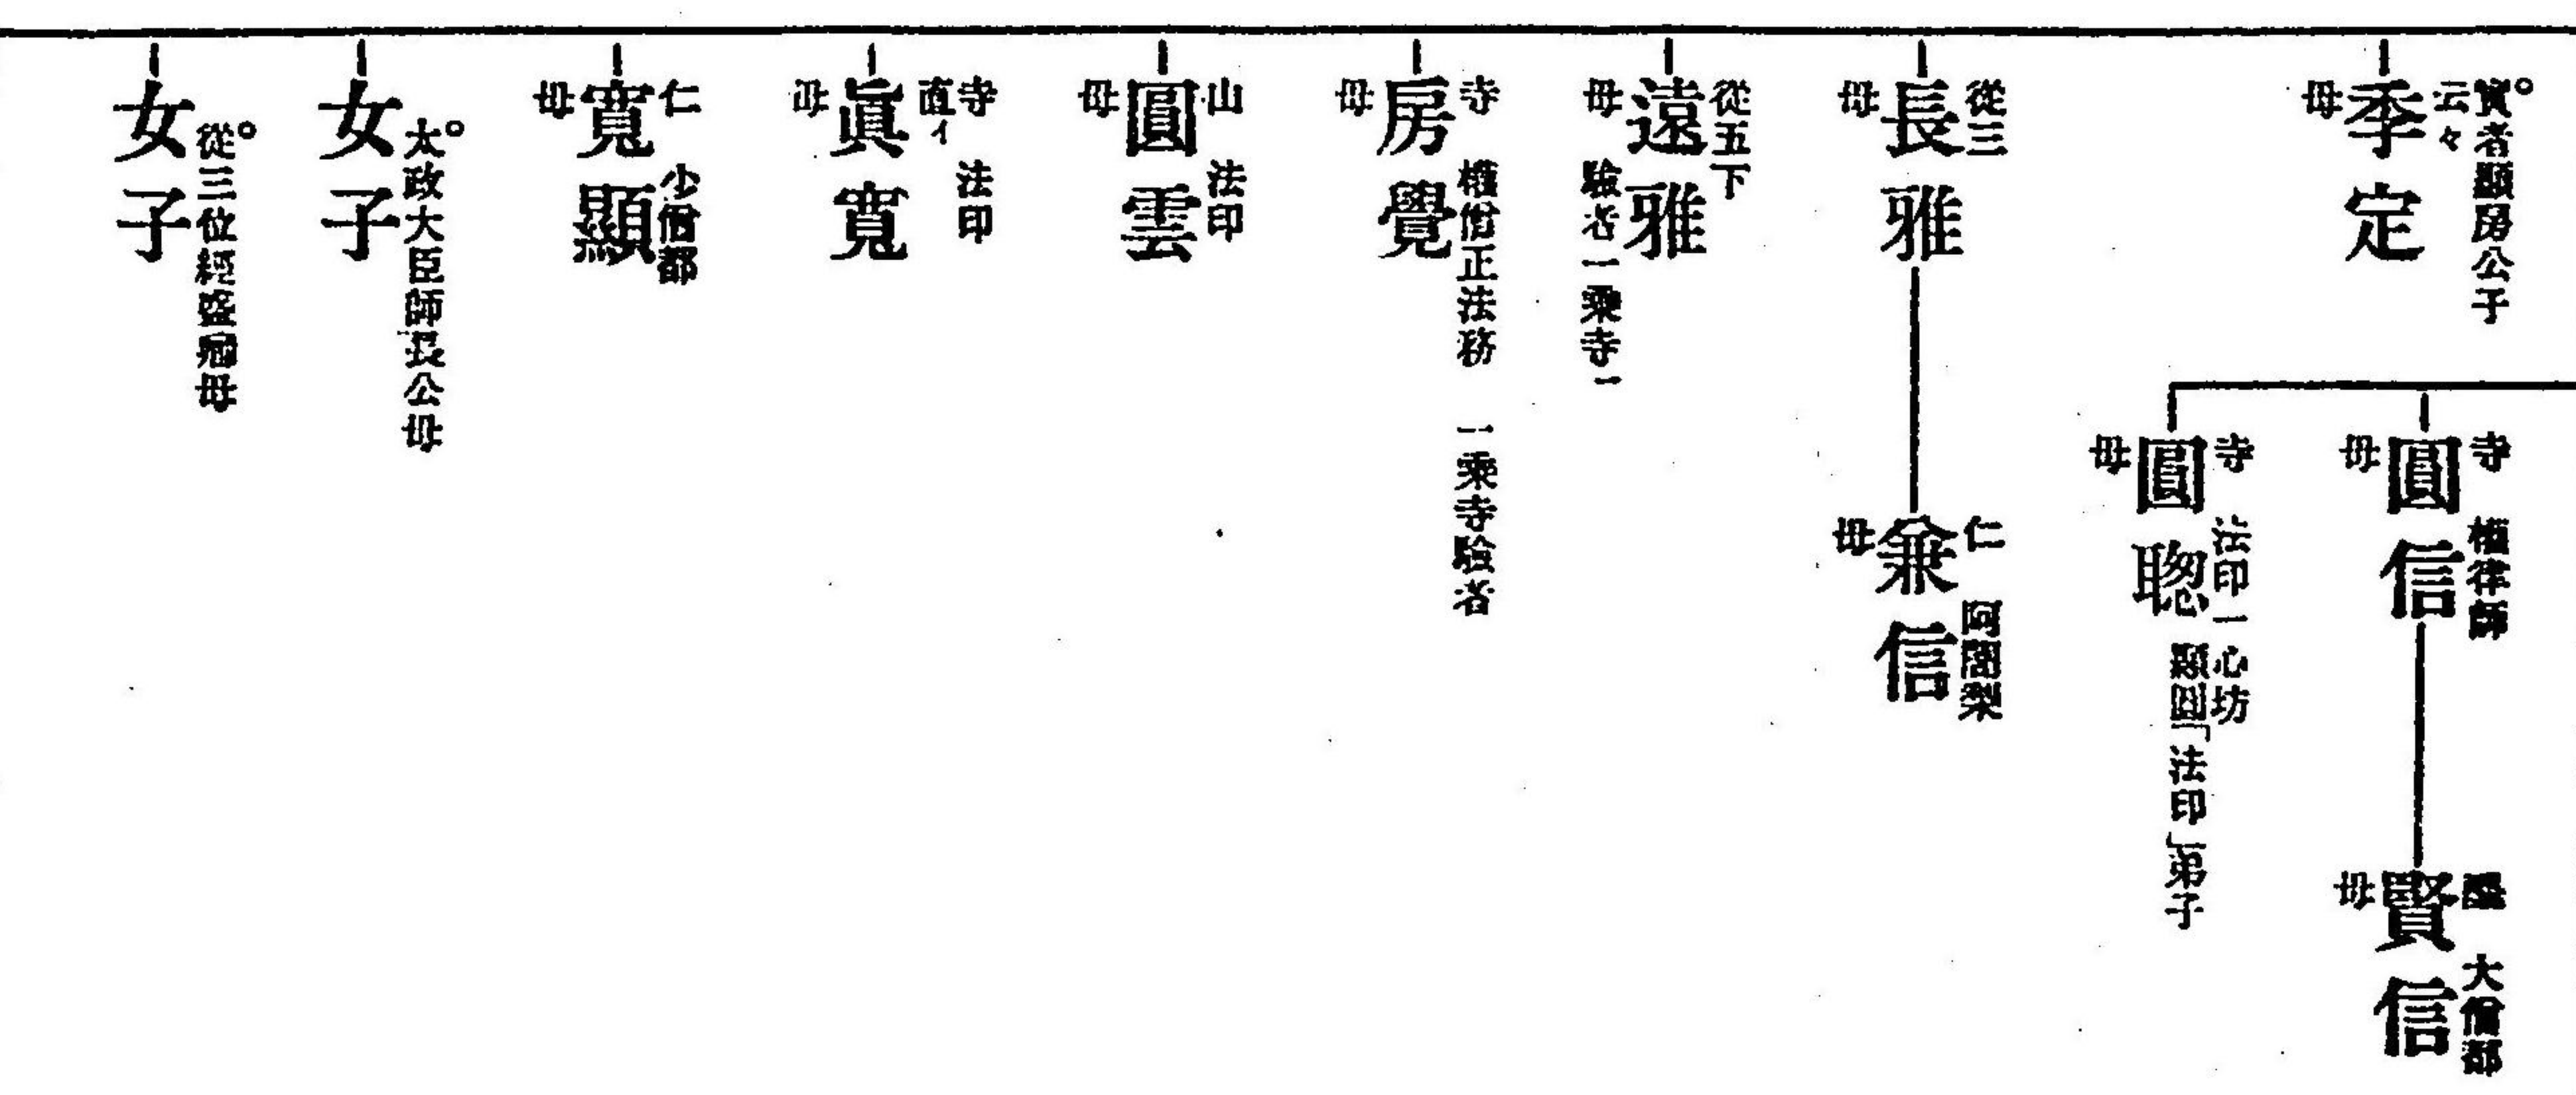 實者顯房公子
云々
季定
母
寺 權律師
圓信
母
醍 大僧都
賢信
母
寺 法印一心坊
顯圓「法印」弟子
圓聰
母
從三
長雅
母
仁 阿闍梨
兼信
母
從五下
遠雅
母 驗者一乘寺一
寺 權僧正法務 一乘寺驗者
房覺
母
山 法印
圓雲
母
寺 法印
直イ
眞寬
母
仁 少僧都
寬顯
母
太政大臣師長公母
女子
從三位經盛卿母
女子